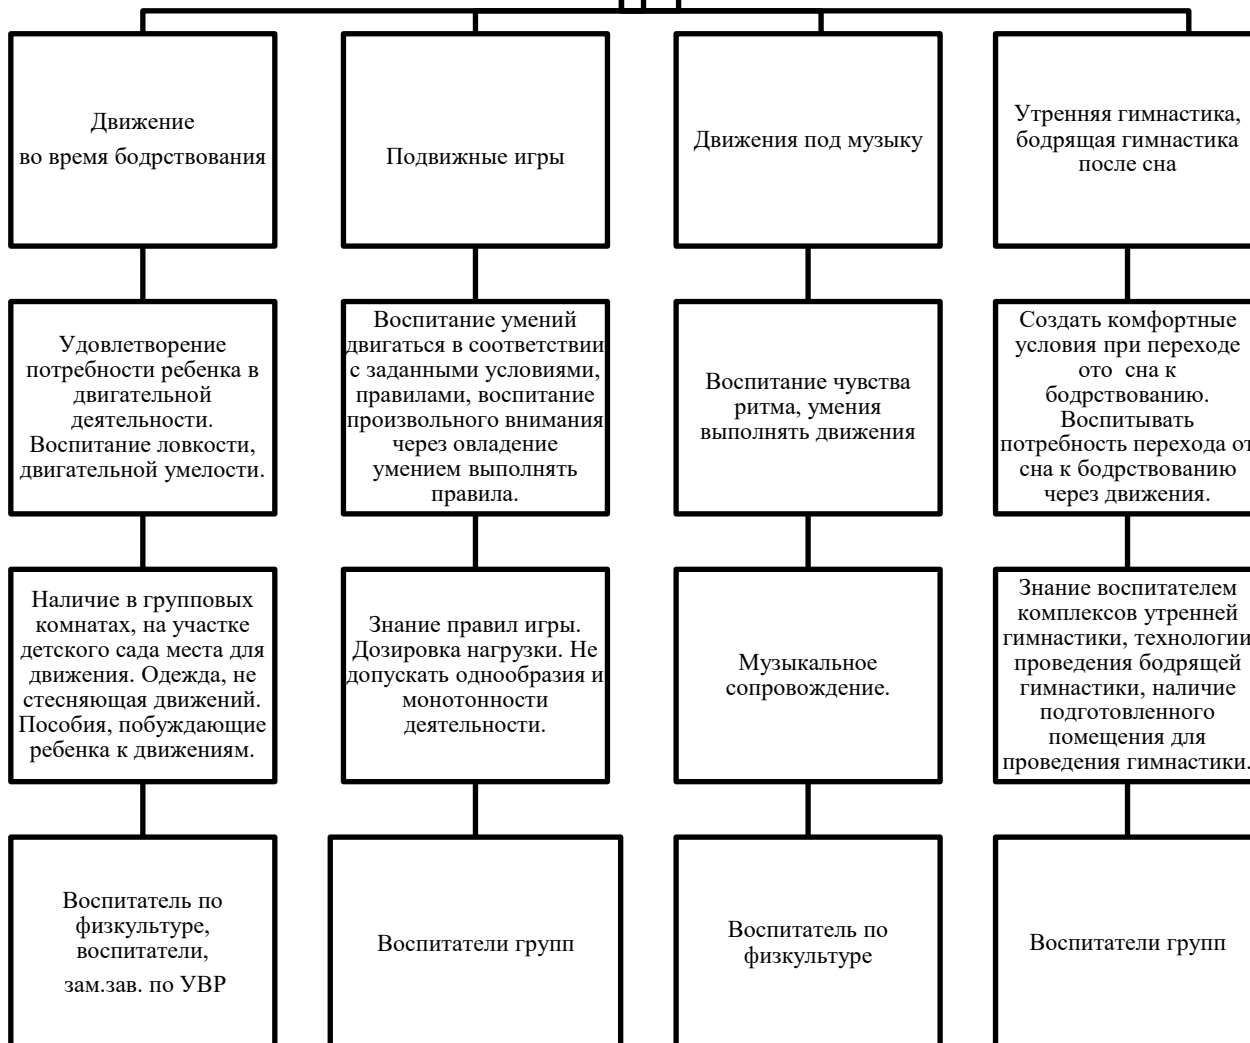 Движение
во время бодрствования
Подвижные игры
Движения под музыку
Утренняя гимнастика,
бодрящая гимнастика
после сна
Удовлетворение
потребности ребенка в
двигательной
деятельности.
Воспитание ловкости,
двигательной умелости.
Воспитание умений
двигаться в соответствии
с заданными условиями,
правилами, воспитание
произвольного внимания
через овладение
умением выполнять
правила.
Воспитание чувства
ритма, умения
выполнять движения
Создать комфортные
условия при переходе
ото сна к
бодрствованию.
Воспитывать
потребность перехода от
сна к бодрствованию
через движения.
Наличие в групповых
комнатах, на участке
детского сада места для
движения. Одежда, не
стесняющая движений.
Пособия, побуждающие
ребенка к движениям.
Знание правил игры.
Дозировка нагрузки. Не
допускать однообразия и
монотонности
деятельности.
Музыкальное
сопровождение.
Знание воспитателем
комплексов утренней
гимнастики, технологии
проведения бодрящей
гимнастики, наличие
подготовленного
помещения для
проведения гимнастики.
Воспитатель по
физкультуре,
воспитатели,
зам.зав. по УВР
Воспитатели групп
Воспитатель по
физкультуре
Воспитатели групп